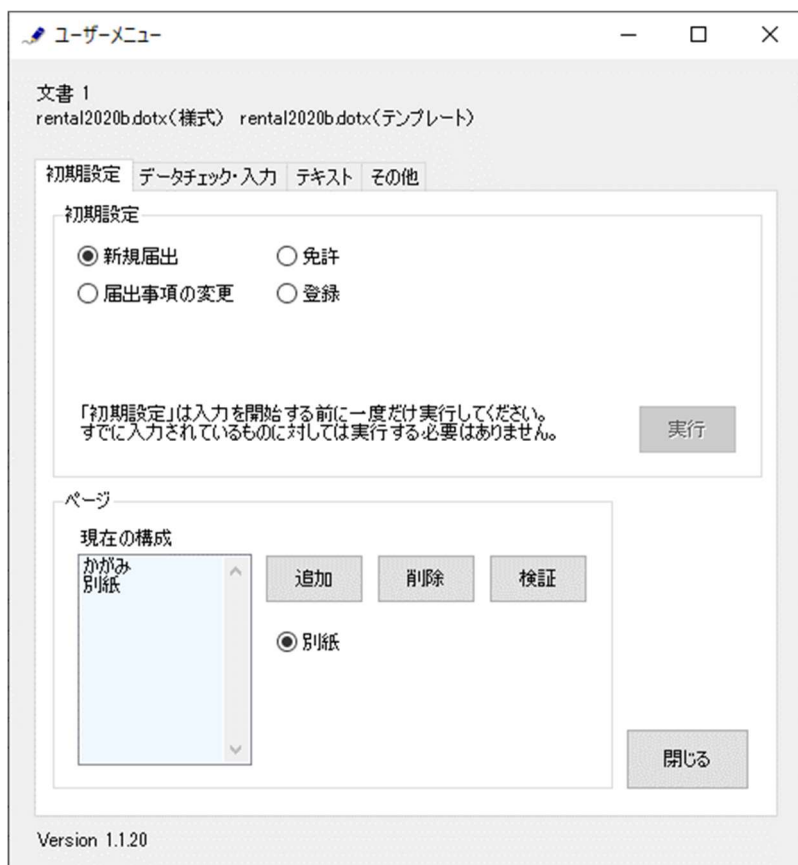 ユーザーメニュー
文書 1
rental2020b.dotx(様式) rental2020b.dotx(テンプレート)
初期設定 データチェック・入力 テキスト その他
初期設定
新規届出 免許
届出事項の変更 登録
「初期設定」は入力を開始する前に一度だけ実行してください。
すでに入力されているものに対しては実行する必要はありません。
実行
ページ
現在の構成
かがみ
別紙
追加 削除 検証
別紙
閉じる
Version 1.1.20